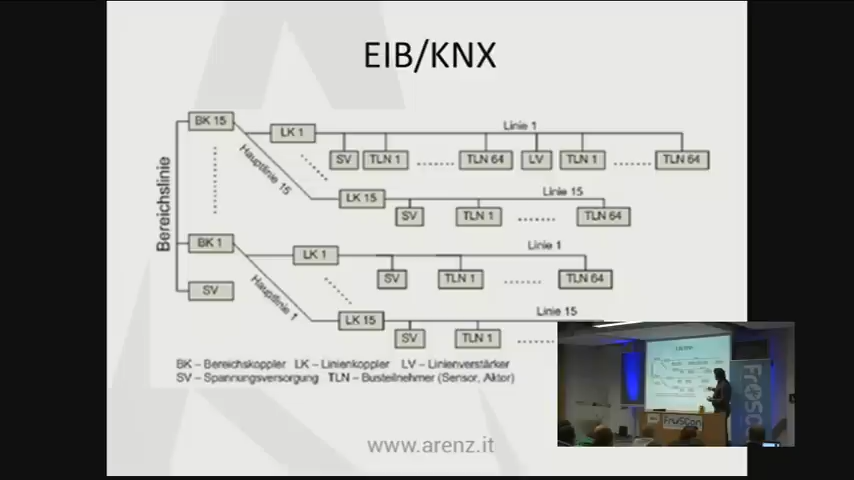 EIB/KNX
BK 15
LK 1
Linie 1
SV
TLN 1
TLN 64
LV
TLN 1
TLN 64
Hauptlinie 15
LK 15
Linie 15
SV
TLN 1
TLN 64
Bereichslinie
BK 1
LK 1
Linie 1
SV
TLN 1
TLN 64
SV
Hauptlinie 1
LK 15
Linie 15
SV
TLN 1
BK – Bereichskoppler LK – Linienkoppler LV – Linienverstärker
SV – Spannungsversorgung TLN – Busteilnehmer (Sensor, Aktor)
www.arenz.it
FrOSCon
FrOSC